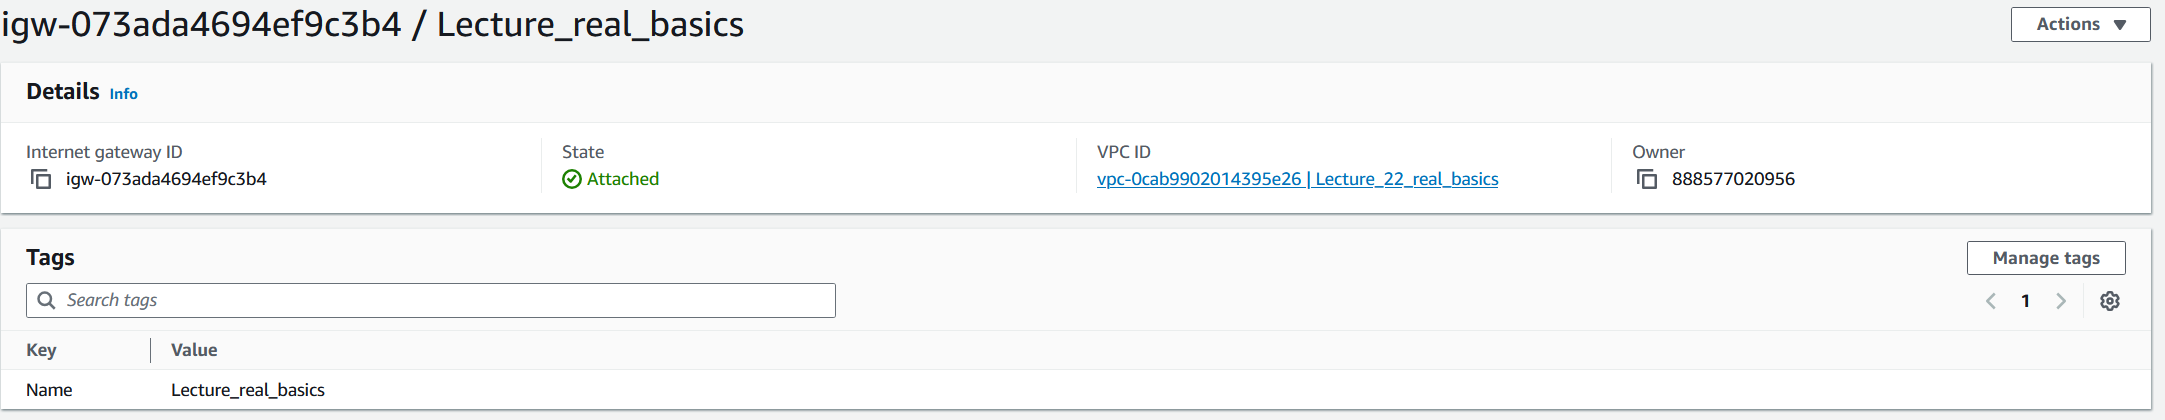 igw-073ada4694ef9c3b4 / Lecture_real_basics
Actions
Details Info
Internet gateway ID
igw-073ada4694ef9c3b4
State
Attached
VPC ID
vpc-0cab9902014395e26 | Lecture_22_real_basics
Owner
888577020956
Tags
Manage tags
Search tags
1
Key Value
Name Lecture_real_basics